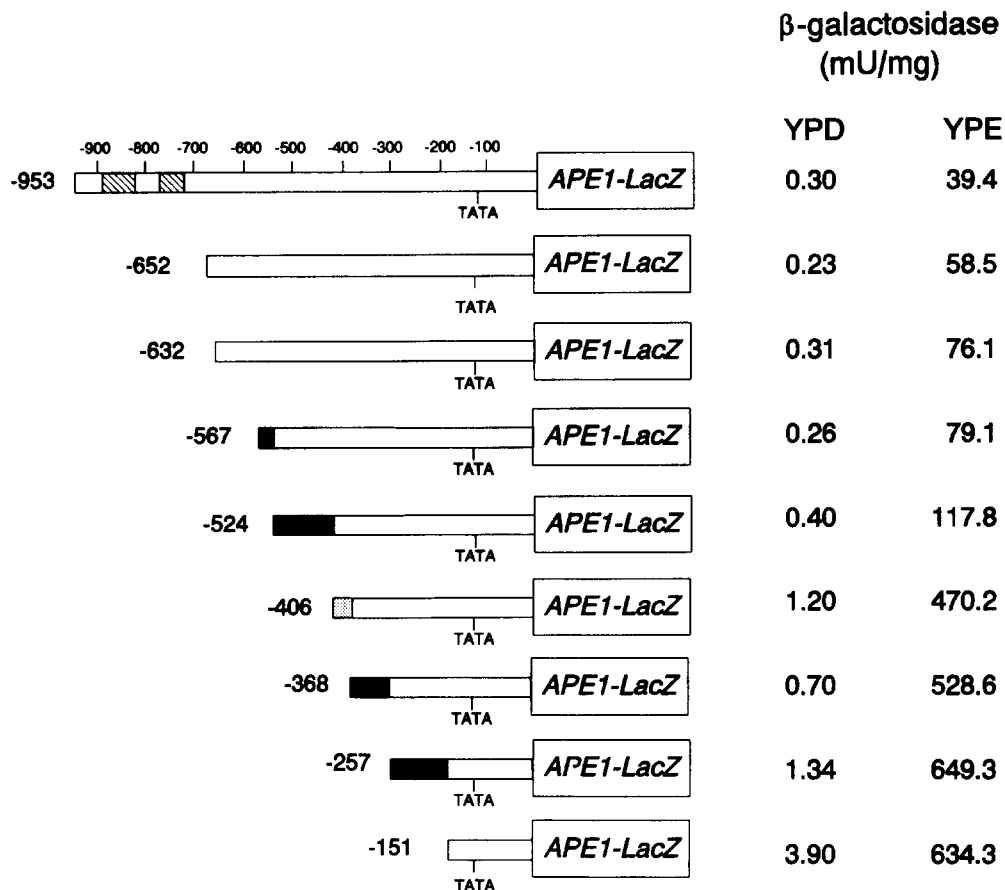 β-galactosidase
(mU/mg)
YPD YPE
-900 -800 -700 -600 -500 -400 -300 -200 -100
-953 APE1-LacZ 0.30 39.4
TATA
-652 APE1-LacZ 0.23 58.5
TATA
-632 APE1-LacZ 0.31 76.1
TATA
-567 APE1-LacZ 0.26 79.1
TATA
-524 APE1-LacZ 0.40 117.8
TATA
-406 APE1-LacZ 1.20 470.2
TATA
-368 APE1-LacZ 0.70 528.6
TATA
-257 APE1-LacZ 1.34 649.3
TATA
-151 APE1-LacZ 3.90 634.3
TATA